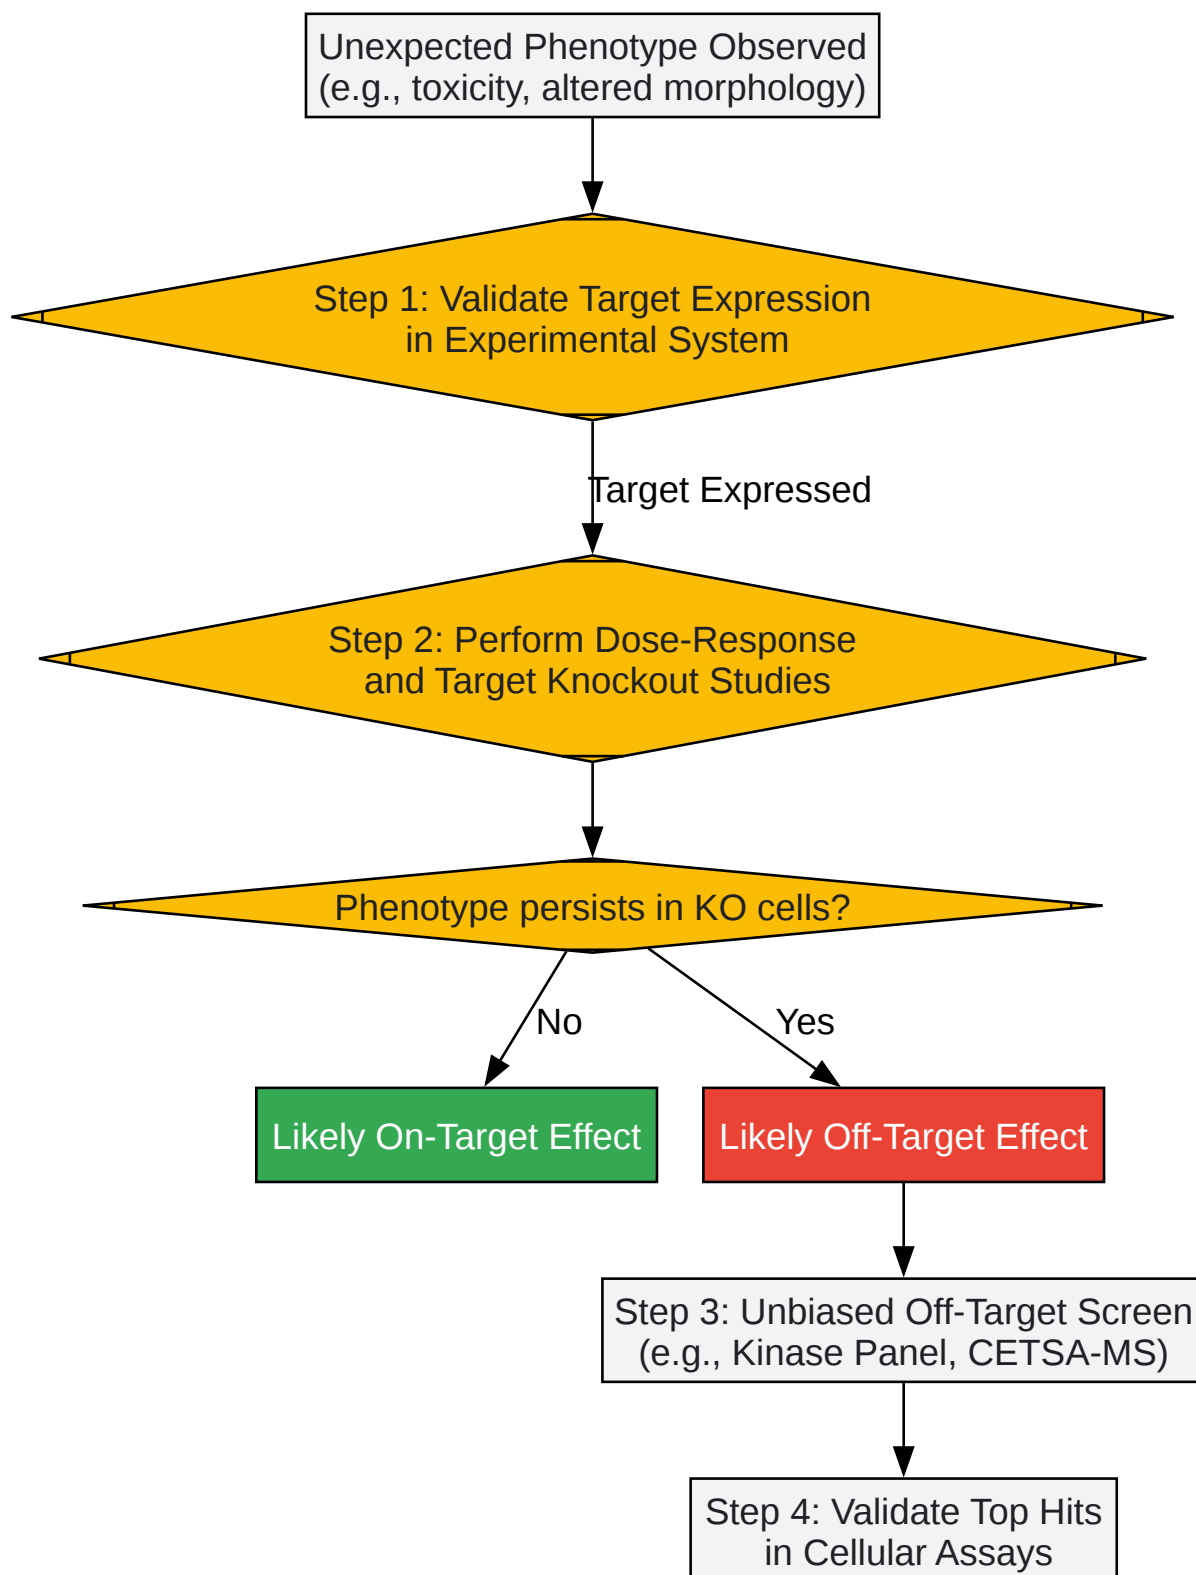 Unexpected Phenotype Observed
(e.g., toxicity, altered morphology)
Step 1: Validate Target Expression
in Experimental System
Target Expressed
Step 2: Perform Dose-Response
and Target Knockout Studies
Phenotype persists in KO cells?
No
Yes
Likely On-Target Effect
Likely Off-Target Effect
Step 3: Unbiased Off-Target Screen
(e.g., Kinase Panel, CETSA-MS)
Step 4: Validate Top Hits
in Cellular Assays